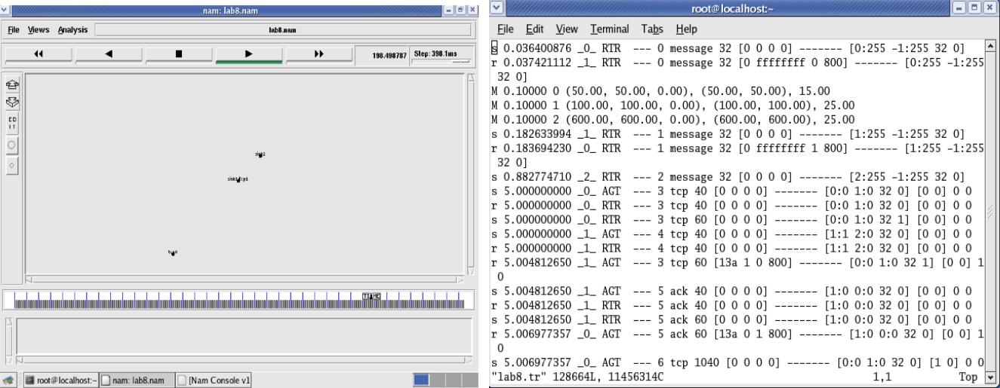 nam: lab8.nam
File Views Analysis lab8.nam
198.498787 Step: 398.1ms
ED
IT
sink2
sink1/tcp1
tcp0
TIME
root@localhost:~ nam: lab8.nam [Nam Console v1
root@localhost:~
File Edit View Terminal Tabs Help
s 0.036400876 _0_ RTR --- 0 message 32 [0 0 0 0] ------- [0:255 -1:255 32 0]
r 0.037421112 _1_ RTR --- 0 message 32 [0 ffffffff 0 800] ------- [0:255 -1:255
32 0]
M 0.10000 0 (50.00, 50.00, 0.00), (50.00, 50.00), 15.00
M 0.10000 1 (100.00, 100.00, 0.00), (100.00, 100.00), 25.00
M 0.10000 2 (600.00, 600.00, 0.00), (600.00, 600.00), 25.00
s 0.182633994 _1_ RTR --- 1 message 32 [0 0 0 0] ------- [1:255 -1:255 32 0]
r 0.183694230 _0_ RTR --- 1 message 32 [0 ffffffff 1 800] ------- [1:255 -1:255
32 0]
s 0.882774710 _2_ RTR --- 2 message 32 [0 0 0 0] ------- [2:255 -1:255 32 0]
s 5.000000000 _0_ AGT --- 3 tcp 40 [0 0 0 0] ------- [0:0 1:0 32 0] [0 0] 0 0
r 5.000000000 _0_ RTR --- 3 tcp 40 [0 0 0 0] ------- [0:0 1:0 32 0] [0 0] 0 0
s 5.000000000 _0_ RTR --- 3 tcp 60 [0 0 0 0] ------- [0:0 1:0 32 1] [0 0] 0 0
s 5.000000000 _1_ AGT --- 4 tcp 40 [0 0 0 0] ------- [1:1 2:0 32 0] [0 0] 0 0
r 5.000000000 _1_ RTR --- 4 tcp 40 [0 0 0 0] ------- [1:1 2:0 32 0] [0 0] 0 0
r 5.004812650 _1_ AGT --- 3 tcp 60 [13a 1 0 800] ------- [0:0 1:0 32 1] [0 0] 1
0
s 5.004812650 _1_ AGT --- 5 ack 40 [0 0 0 0] ------- [1:0 0:0 32 0] [0 0] 0 0
r 5.004812650 _1_ RTR --- 5 ack 40 [0 0 0 0] ------- [1:0 0:0 32 0] [0 0] 0 0
s 5.004812650 _1_ RTR --- 5 ack 60 [0 0 0 0] ------- [1:0 0:0 32 0] [0 0] 0 0
r 5.006977357 _0_ AGT --- 5 ack 60 [13a 0 1 800] ------- [1:0 0:0 32 0] [0 0] 1
0
s 5.006977357 _0_ AGT --- 6 tcp 1040 [0 0 0 0] ------- [0:0 1:0 32 0] [1 0] 0 0
"lab8.tr" 128664L, 11456314C 1,1 Top